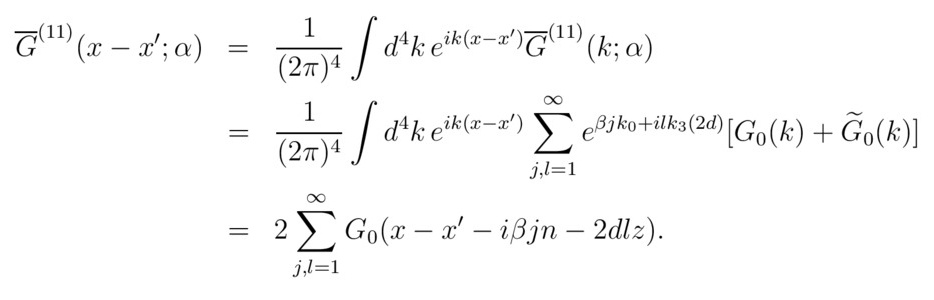 $\overline{G}^{(11)}(x - x'; \alpha) = \frac{1}{(2\pi)^4} \int d^4k \, e^{ik(x-x')} \overline{G}^{(11)}(k; \alpha)$
$= \frac{1}{(2\pi)^4} \int d^4k \, e^{ik(x-x')} \sum_{j,l=1}^{\infty} e^{\beta j k_0 + ilk_3(2d)} [G_0(k) + \widetilde{G}_0(k)]$
$= 2 \sum_{j,l=1}^{\infty} G_0(x - x' - i\beta jn - 2dlz).$